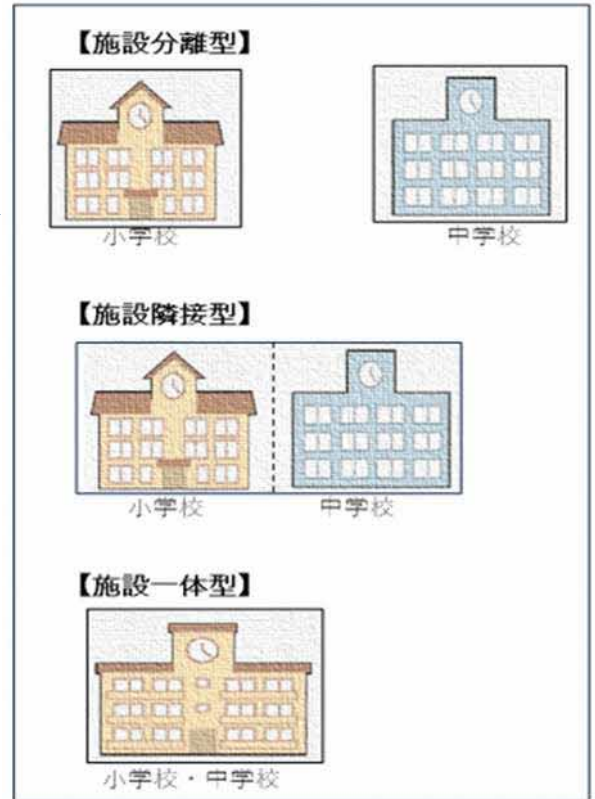 【施設分離型】
小学校 中学校
【施設隣接型】
小学校 中学校
【施設一体型】
小学校・中学校